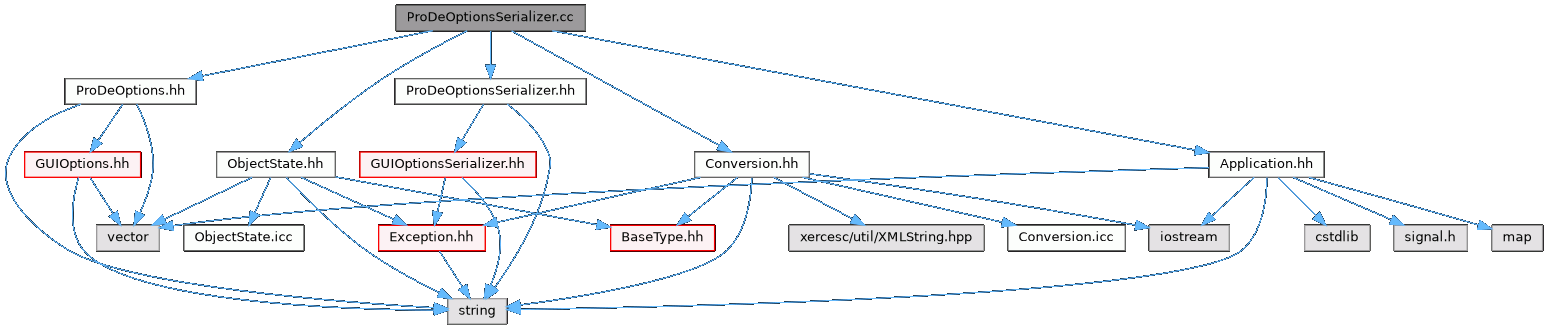 ProDeOptionsSerializer.cc
ProDeOptions.hh
ProDeOptionsSerializer.hh
GUIOptions.hh
ObjectState.hh
GUIOptionsSerializer.hh
Conversion.hh
Application.hh
vector
ObjectState.icc
Exception.hh
BaseType.hh
xercesc/util/XMLString.hpp
Conversion.icc
iostream
cstdlib
signal.h
map
string